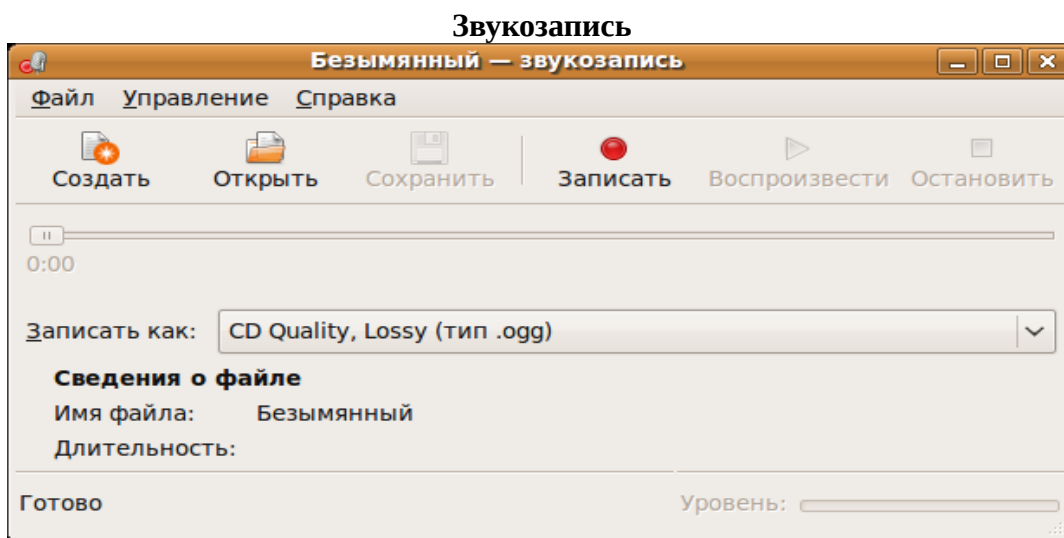 Звукозапись
Безымянный — звукозапись
Файл Управление Справка
Создать Открыть Сохранить Записать Воспроизвести Остановить
0:00
Записать как: CD Quality, Lossy (тип .ogg)
Сведения о файле
Имя файла: Безымянный
Длительность:
Готово Уровень: